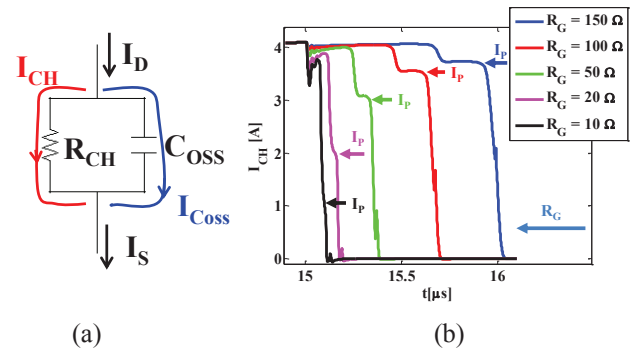 I_D
I_CH
R_CH
C_OSS
I_Coss
I_S
(a)
R_G = 150 Ω
R_G = 100 Ω
R_G = 50 Ω
R_G = 20 Ω
R_G = 10 Ω
I_P
I_P
I_P
I_P
I_P
R_G
I_CH [A]
4
3
2
1
0
15
15.5
16
t[μs]
(b)